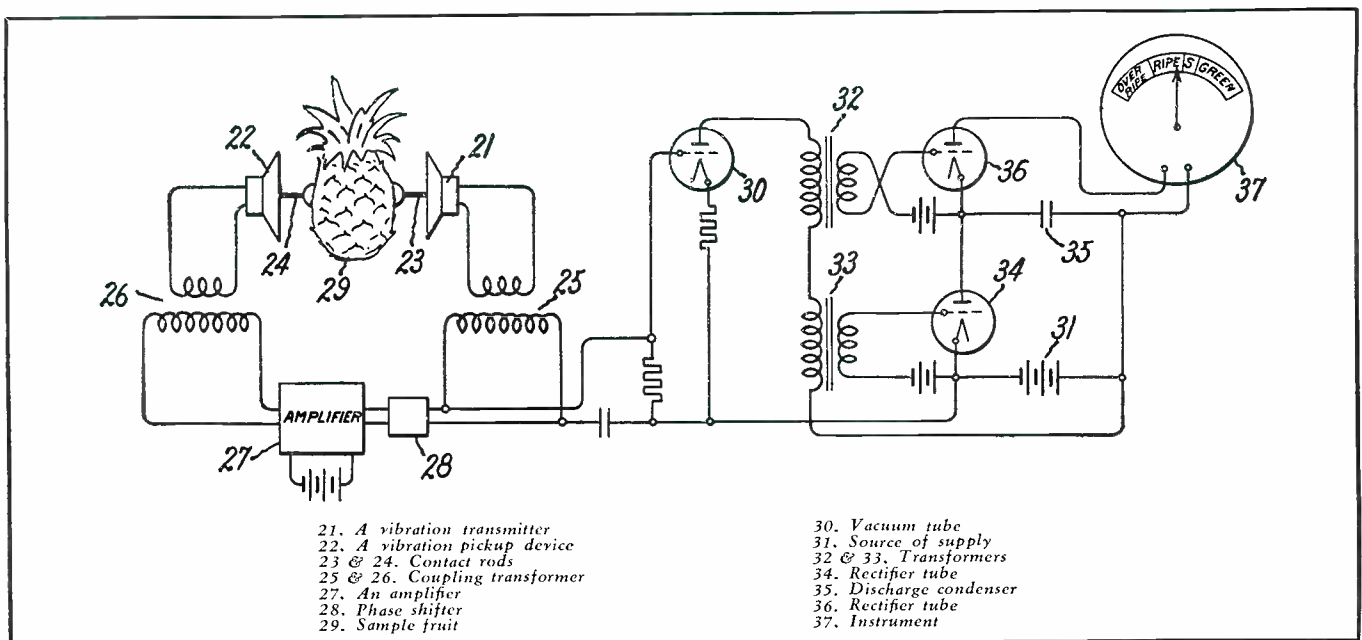 OVER RIPE RIPE S GREEN
32
22
21
30
36
37
24
23
35
29
33
34
26
25
31
AMPLIFIER
27
28
21. A vibration transmitter
22. A vibration pickup device
23 & 24. Contact rods
25 & 26. Coupling transformer
27. An amplifier
28. Phase shifter
29. Sample fruit
30. Vacuum tube
31. Source of supply
32 & 33. Transformers
34. Rectifier tube
35. Discharge condenser
36. Rectifier tube
37. Instrument